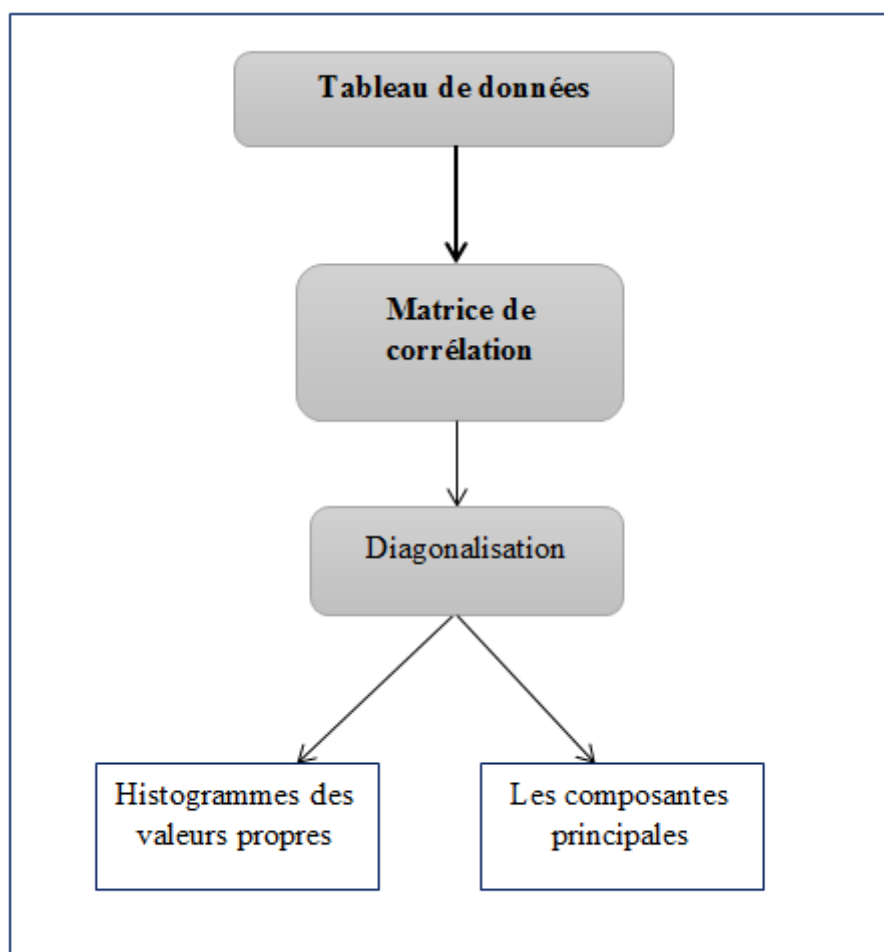 Tableau de données
Matrice de
corrélation
Diagonalisation
Histogrammes des
valeurs propres
Les composantes
principales